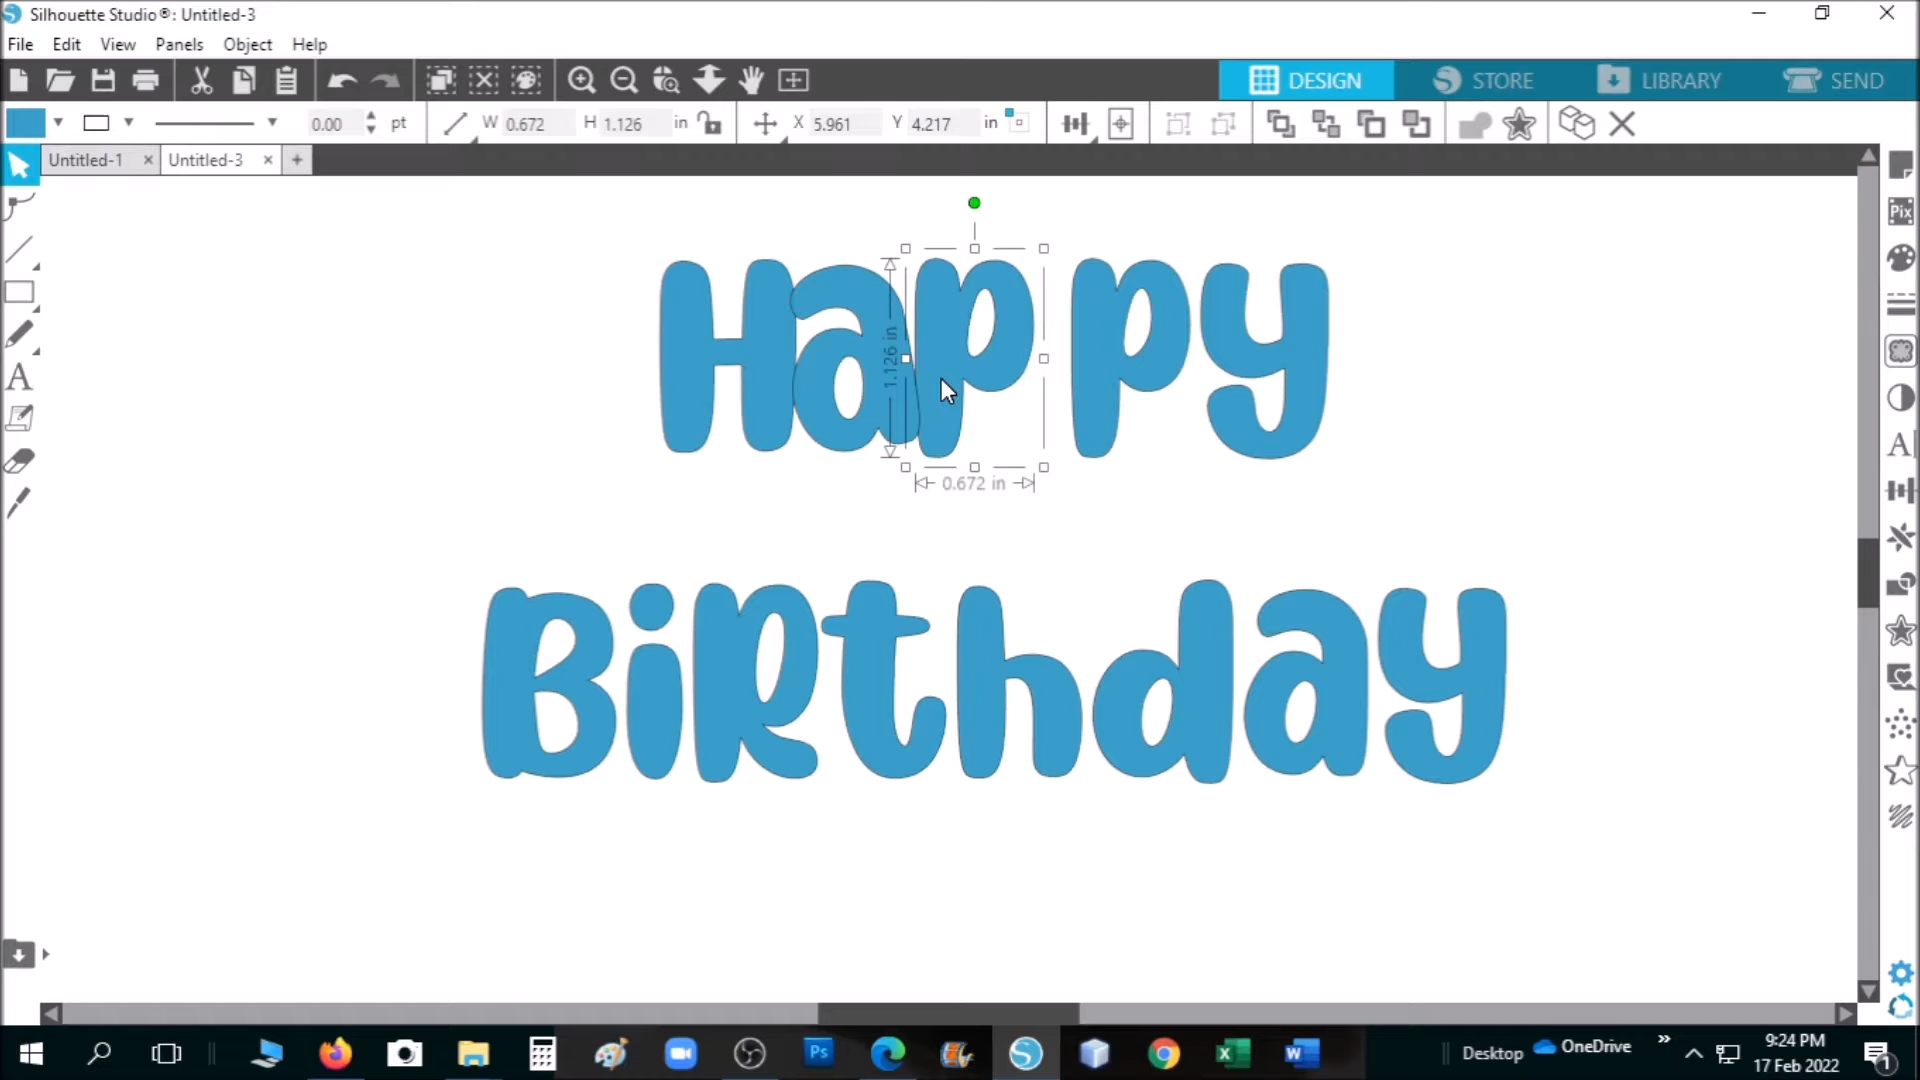 Silhouette Studio®: Untitled-3
File Edit View Panels Object Help
DESIGN STORE LIBRARY SEND
0.00 pt W 0.672 H 1.126 in X 5.961 Y 4.217 in
Untitled-1 Untitled-3
Pix
Happy
1.126 in
0.672 in
Birthday
Desktop OneDrive
9:24 PM
17 Feb 2022
1